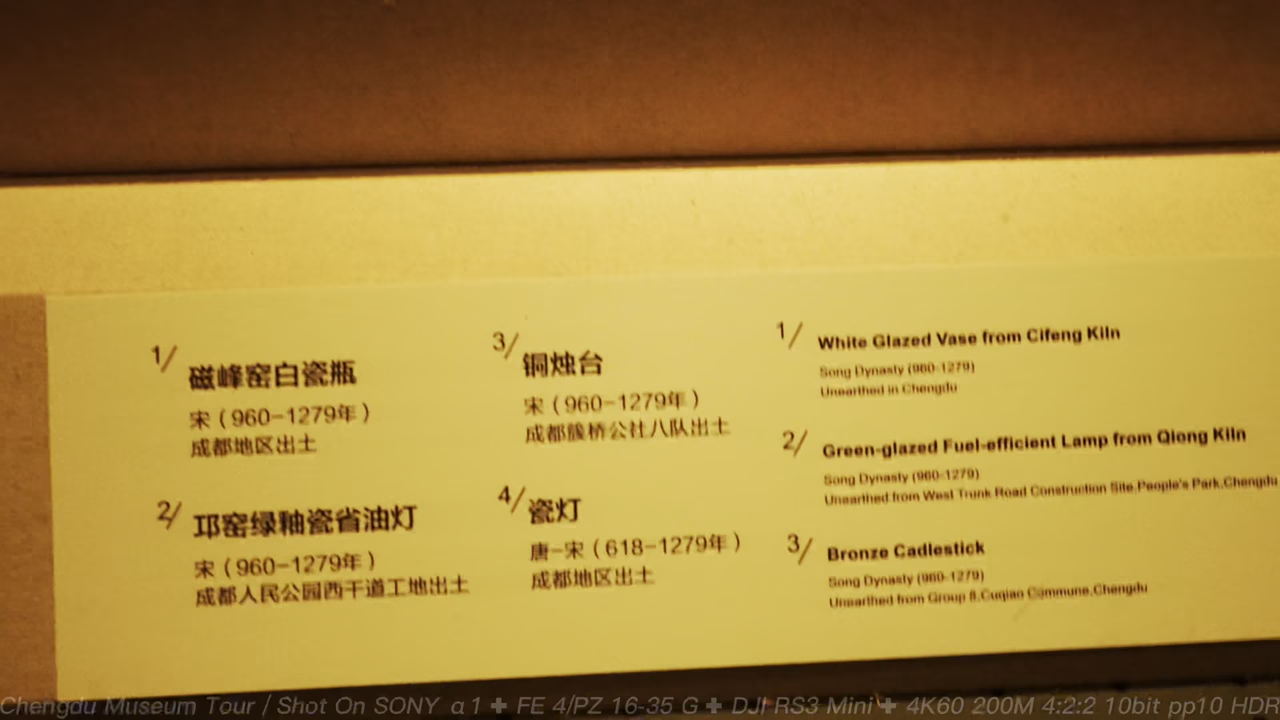 1/
磁峰窑白瓷瓶
宋(960-1279年)
成都地区出土
2/
邛窑绿釉瓷省油灯
宋(960-1279年)
成都人民公园西干道工地出土
3/
铜烛台
宋(960-1279年)
成都簇桥公社八队出土
4/
瓷灯
唐-宋(618-1279年)
成都地区出土
1/
White Glazed Vase from Cifeng Kiln
Song Dynasty (960-1279)
Unearthed in Chengdu
2/
Green-glazed Fuel-efficient Lamp from Qiong Kiln
Song Dynasty (960-1279)
Unearthed from West Trunk Road Construction Site,People's Park,Chengdu
3/
Bronze Cadlestick
Song Dynasty (960-1279)
Unearthed from Group 8,Cuqiao Commune,Chengdu
Chengdu Museum Tour / Shot On SONY α1 + FE 4/PZ 16-35 G + DJI RS3 Mini + 4K60 200M 4:2:2 10bit pp10 HDR